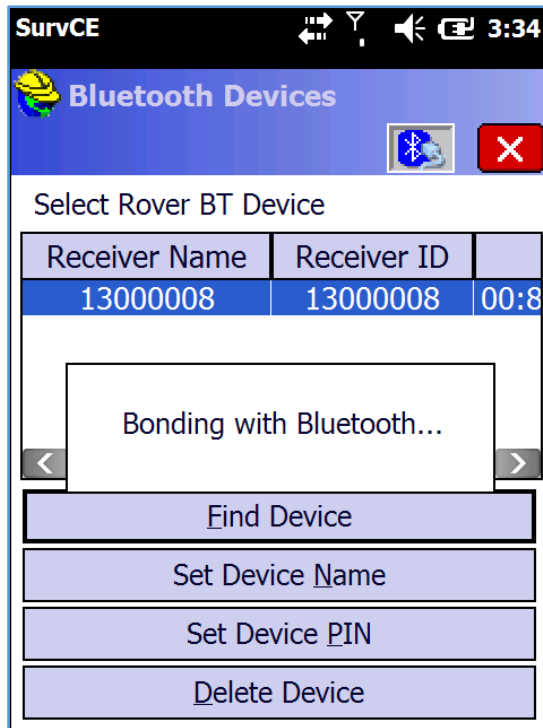 SurvCE 3:34
Bluetooth Devices
Select Rover BT Device
Receiver Name Receiver ID
13000008 13000008 00:8
Bonding with Bluetooth...
Find Device
Set Device Name
Set Device PIN
Delete Device